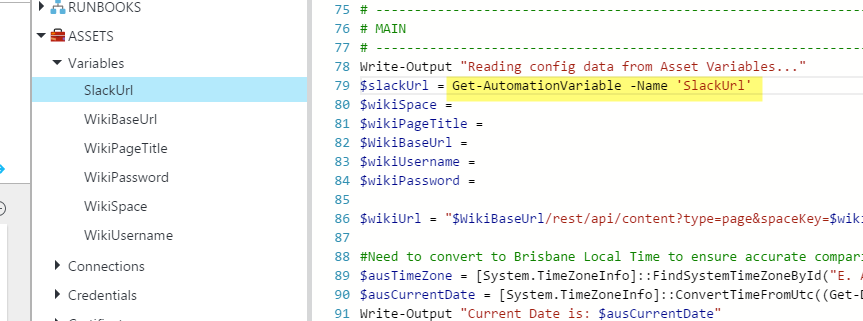 RUNBOOKS
ASSETS
Variables
SlackUrl
WikiBaseUrl
WikiPageTitle
WikiPassword
WikiSpace
WikiUsername
Connections
Credentials
75 # ----------------------------------------------------------------
76 # MAIN
77 # ----------------------------------------------------------------
78 Write-Output "Reading config data from Asset Variables..."
79 $slackUrl = Get-AutomationVariable -Name 'SlackUrl'
80 $wikiSpace =
81 $wikiPageTitle =
82 $WikiBaseUrl =
83 $wikiUsername =
84 $wikiPassword =
85
86 $wikiUrl = "$WikiBaseUrl/rest/api/content?type=page&spaceKey=$wiki
87
88 #Need to convert to Brisbane Local Time to ensure accurate compari
89 $ausTimeZone = [System.TimeZoneInfo]::FindSystemTimeZoneById("E. A
90 $ausCurrentDate = [System.TimeZoneInfo]::ConvertTimeFromUtc((Get-D
91 Write-Output "Current Date is: $ausCurrentDate"